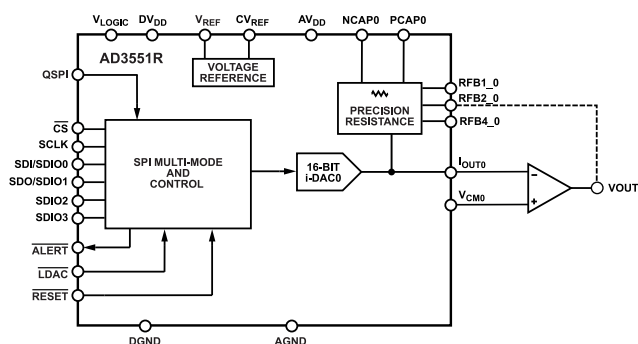 VLOGIC DVDD VREF CVREF AVDD NCAP0 PCAP0
AD3551R
VOLTAGE
REFERENCE
QSPI
CS
SCLK
SDI/SDIO0
SDO/SDIO1
SDIO2
SDIO3
ALERT
LDAC
RESET
SPI MULTI-MODE
AND
CONTROL
16-BIT
i-DAC0
PRECISION
RESISTANCE
RFB1_0
RFB2_0
RFB4_0
IOUT0
VCM0
−
+
VOUT
DGND AGND